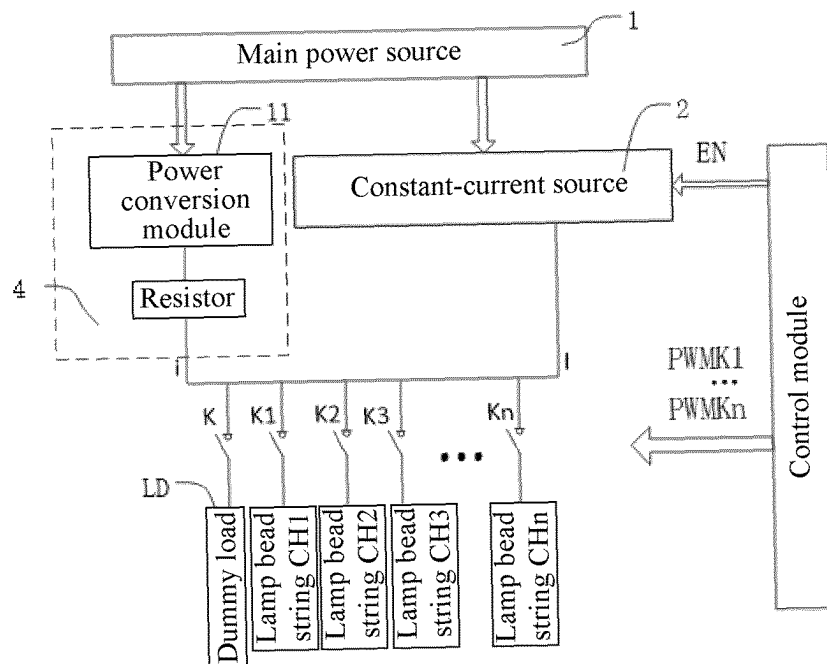 1
Main power source
11
2
Power
conversion
module
Constant-current source
EN
4
Resistor
i
I
PWMK1
...
PWMKn
Control module
K
K1
K2
K3
Kn
...
LD
Dummy load
Lamp bead
string CH1
Lamp bead
string CH2
Lamp bead
string CH3
Lamp bead
string CHn